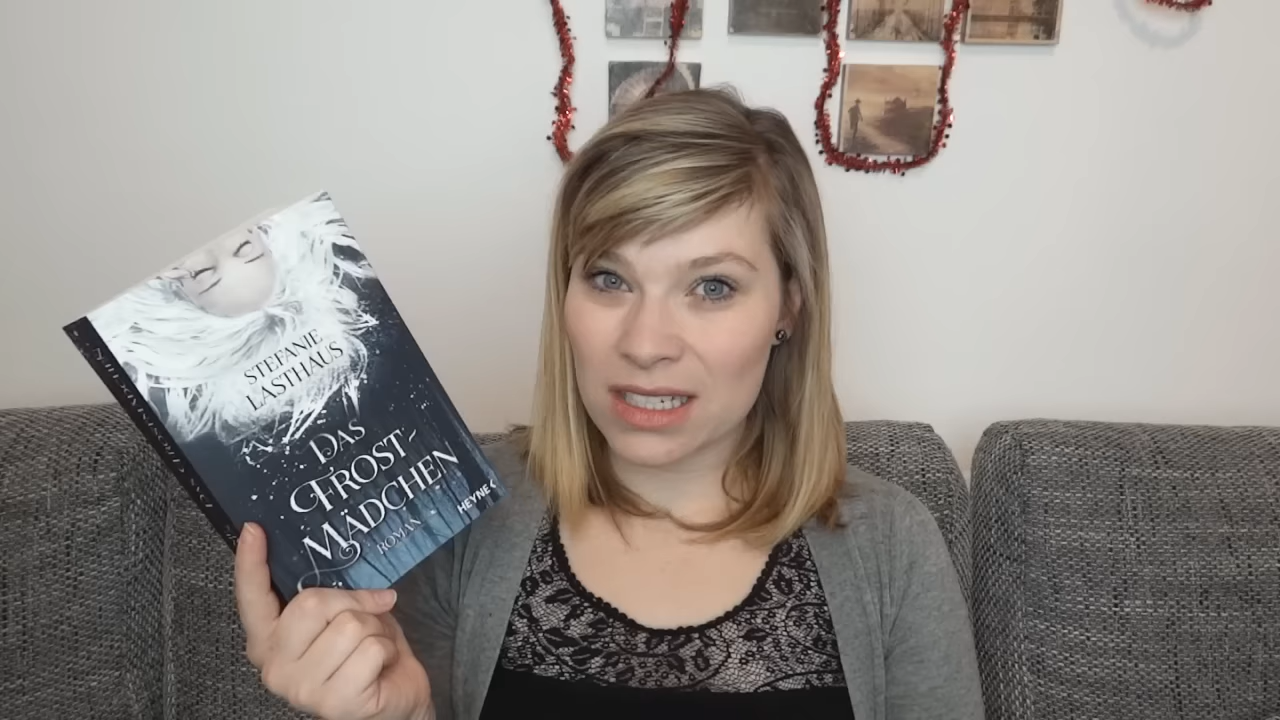 STEFANIE
LASTHAUS
DAS
FROST-
MÄDCHEN
ROMAN
HEYNE<